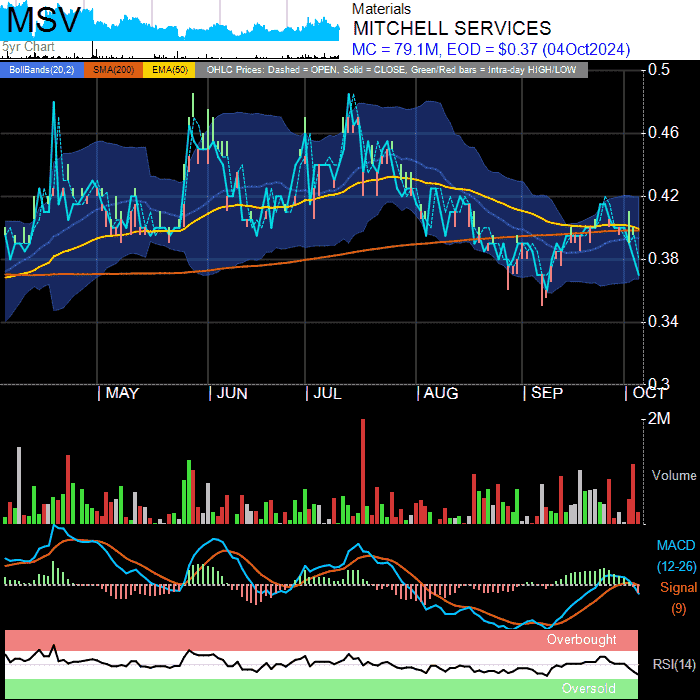 MSV
5yr Chart
Materials
MITCHELL SERVICES
MC = 79.1M, EOD = $0.37 (04Oct2024)
BollBands(20,2) SMA(200) EMA(50) OHLC Prices: Dashed = OPEN, Solid = CLOSE, Green/Red bars = Intra-day HIGH/LOW
0.5
0.46
0.42
0.38
0.34
0.3
MAY JUN JUL AUG SEP OCT
2M
Volume
MACD
(12-26)
Signal
(9)
Overbought
RSI(14)
Oversold